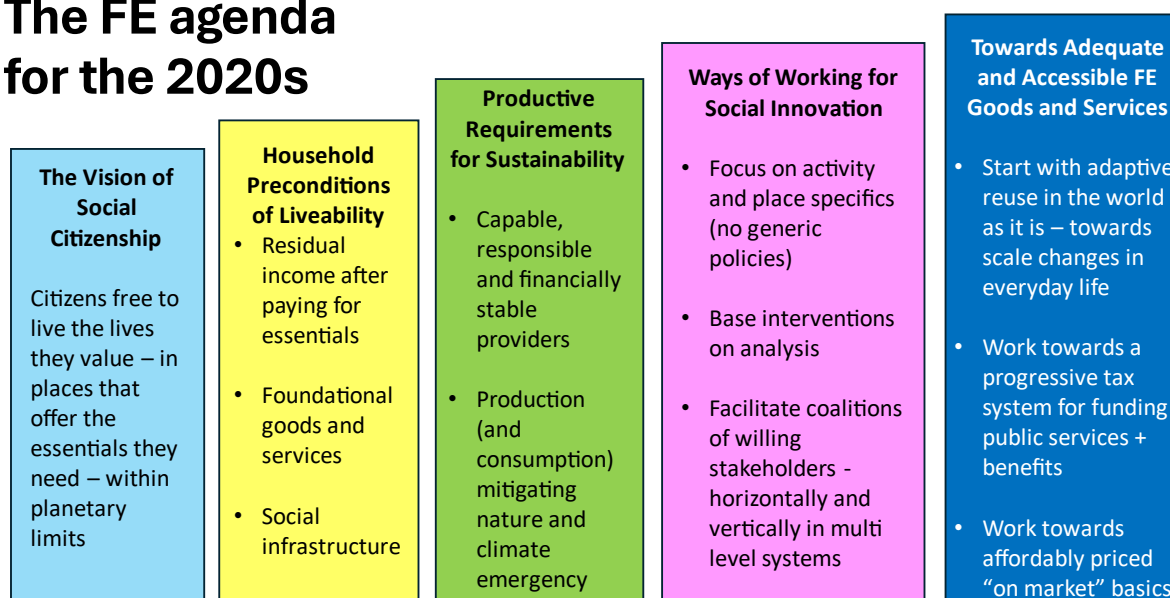 The FE agenda
for the 2020s
The Vision of
Social
Citizenship
Citizens free to
live the lives
they value – in
places that
offer the
essentials they
need – within
planetary
limits
Household
Preconditions
of Liveability
• Residual
income after
paying for
essentials
• Foundational
goods and
services
• Social
infrastructure
Productive
Requirements
for Sustainability
• Capable,
responsible
and financially
stable
providers
• Production
(and
consumption)
mitigating
nature and
climate
emergency
Ways of Working for
Social Innovation
• Focus on activity
and place specifics
(no generic
policies)
• Base interventions
on analysis
• Facilitate coalitions
of willing
stakeholders -
horizontally and
vertically in multi
level systems
Towards Adequate
and Accessible FE
Goods and Services
• Start with adaptive
reuse in the world
as it is – towards
scale changes in
everyday life
• Work towards a
progressive tax
system for funding
public services +
benefits
• Work towards
affordably priced
“on market” basics